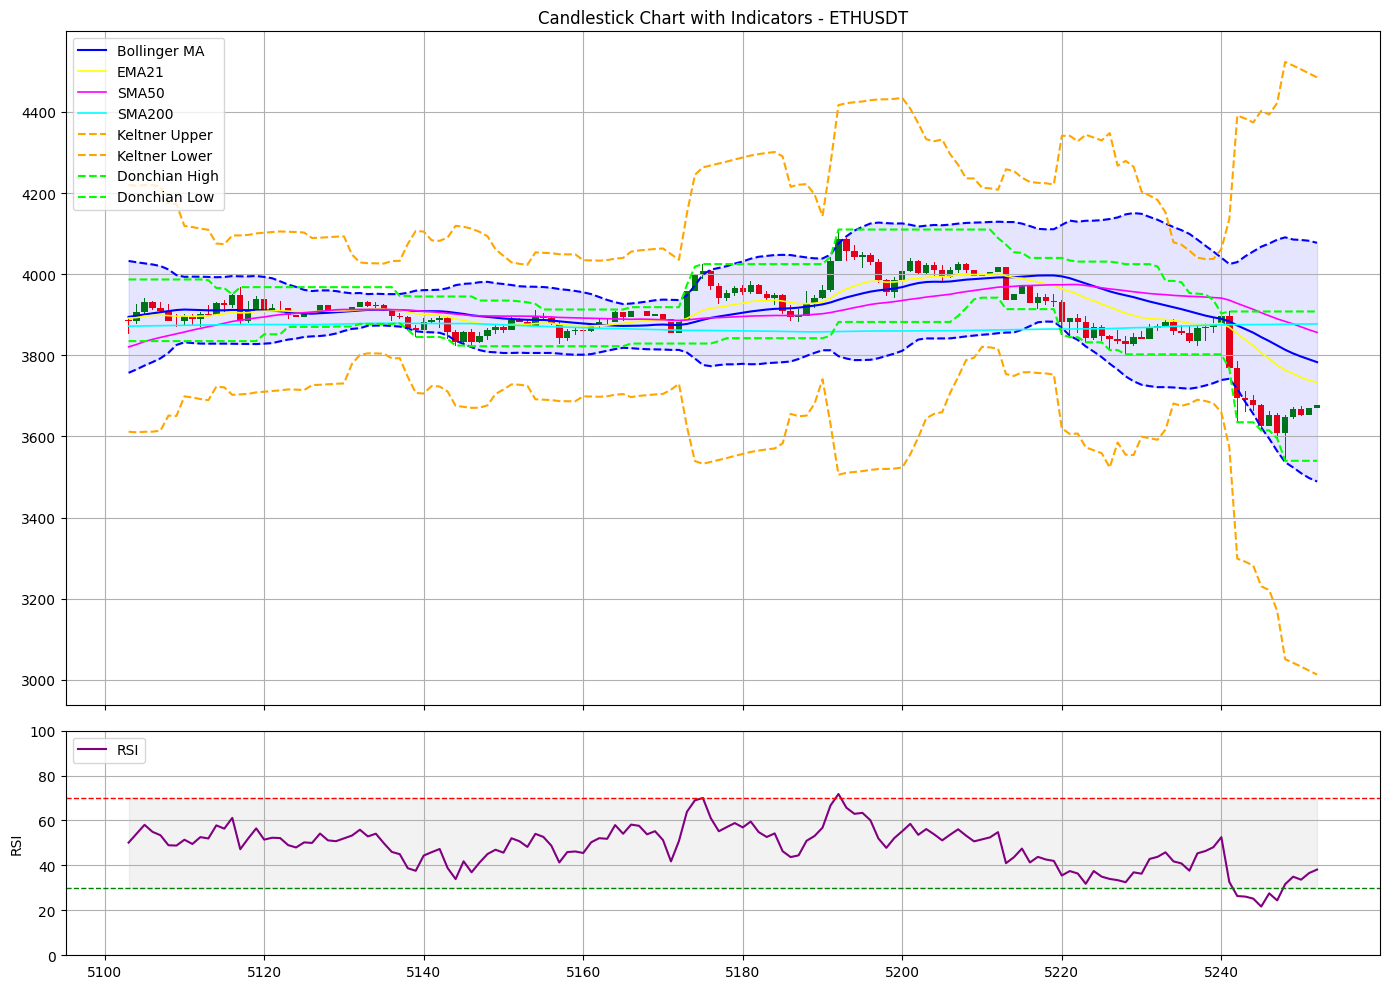 Candlestick Chart with Indicators - ETHUSDT
Bollinger MA
EMA21
SMA50
SMA200
Keltner Upper
Keltner Lower
Donchian High
Donchian Low
4400
4200
4000
3800
3600
3400
3200
3000
RSI
100
80
60
40
20
0
RSI
5100 5120 5140 5160 5180 5200 5220 5240